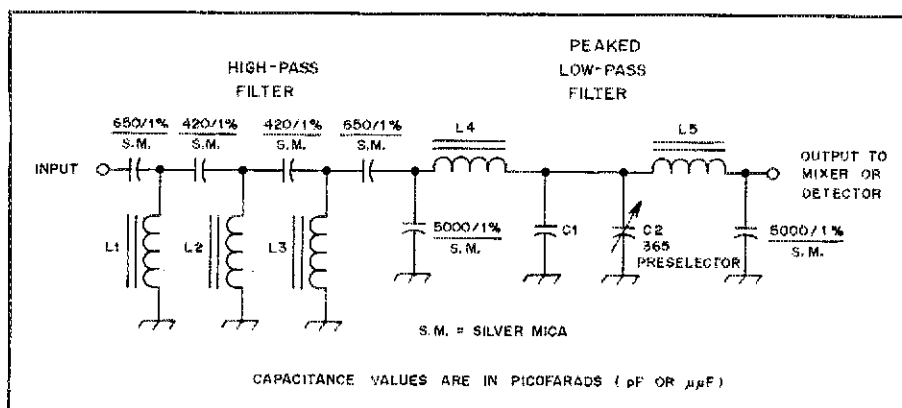 PEAKED
LOW-PASS
FILTER
HIGH-PASS
FILTER
650/1%
S.M.
420/1%
S.M.
420/1%
S.M.
650/1%
S.M.
L4
L5
INPUT
OUTPUT TO
MIXER OR
DETECTOR
L1
L2
L3
5000/1%
S.M.
C1
C2
365
PRESELECTOR
5000/1%
S.M.
S.M. = SILVER MICA
CAPACITANCE VALUES ARE IN PICOFARADS ( pF OR μμF )